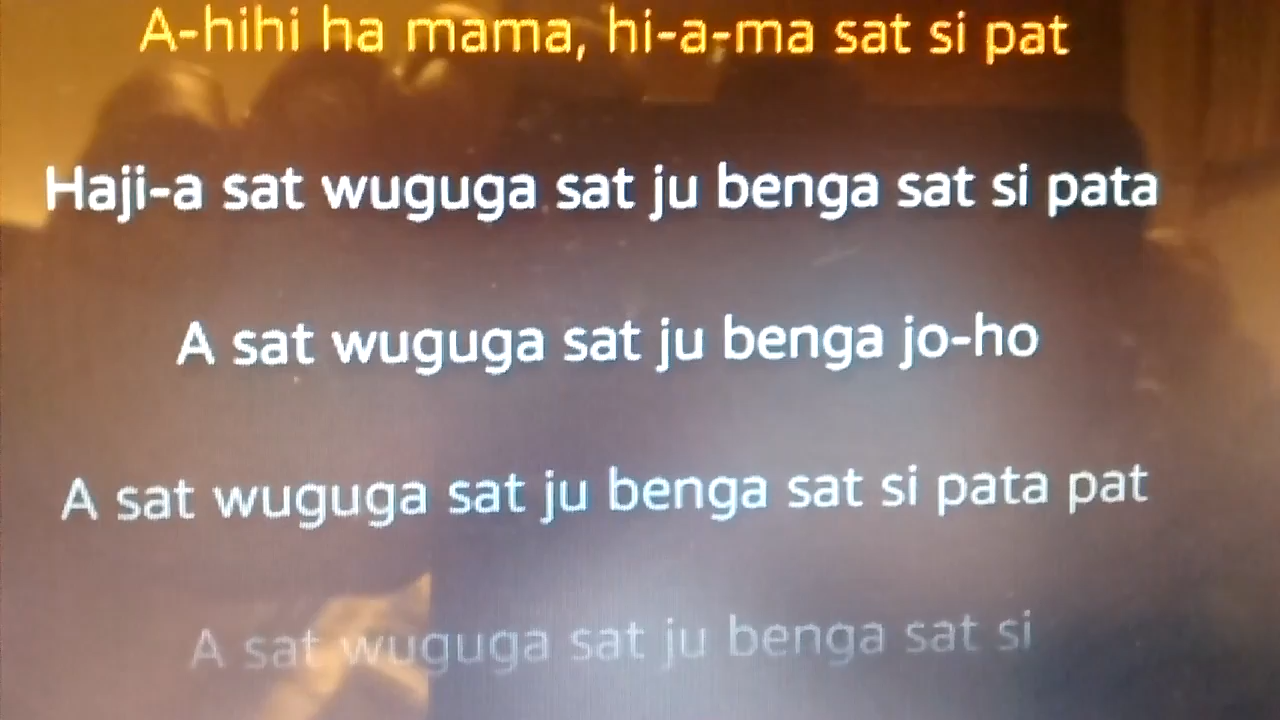 A-hihi ha mama, hi-a-ma sat si pat
Haji-a sat wuguga sat ju benga sat si pata
A sat wuguga sat ju benga jo-ho
A sat wuguga sat ju benga sat si pata pat
A sat wuguga sat ju benga sat si